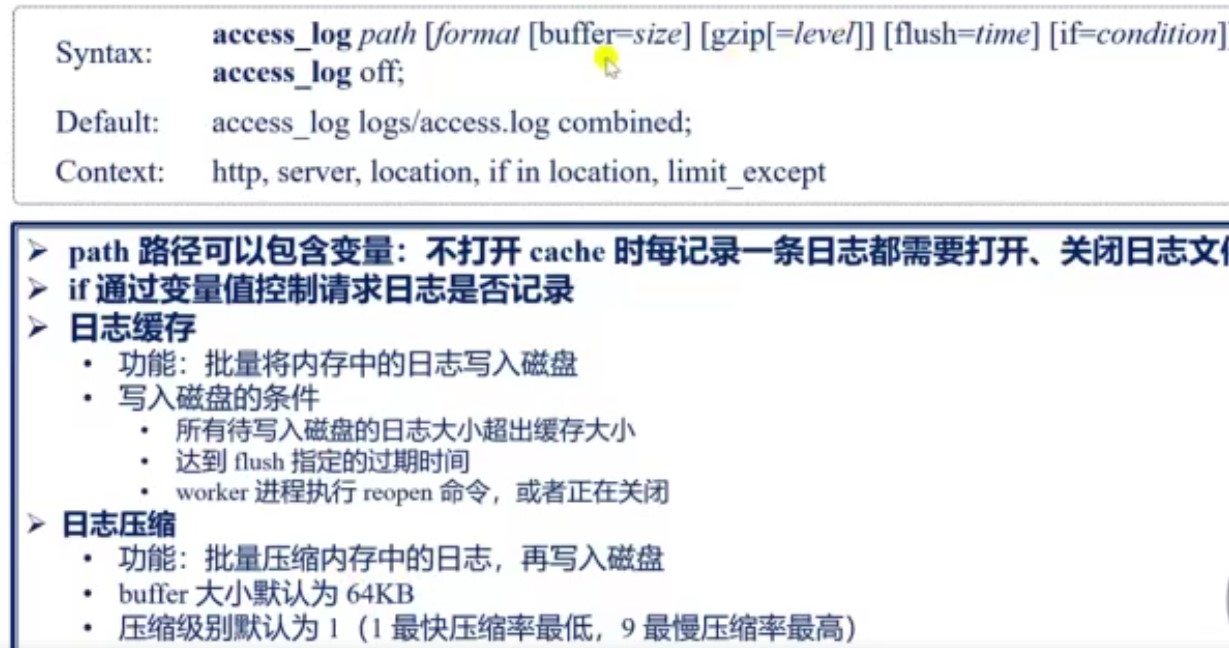 Syntax: access_log path [format [buffer=size] [gzip[=level]] [flush=time] [if=condition]]
access_log off;
Default: access_log logs/access.log combined;
Context: http, server, location, if in location, limit_except
➢ path 路径可以包含变量：不打开 cache 时每记录一条日志都需要打开、关闭日志文
➢ if 通过变量值控制请求日志是否记录
➢ 日志缓存
• 功能：批量将内存中的日志写入磁盘
• 写入磁盘的条件
• 所有待写入磁盘的日志大小超出缓存大小
• 达到 flush 指定的过期时间
• worker 进程执行 reopen 命令，或者正在关闭
➢ 日志压缩
• 功能：批量压缩内存中的日志，再写入磁盘
• buffer 大小默认为 64KB
• 压缩级别默认为 1（1 最快压缩率最低，9 最慢压缩率最高）